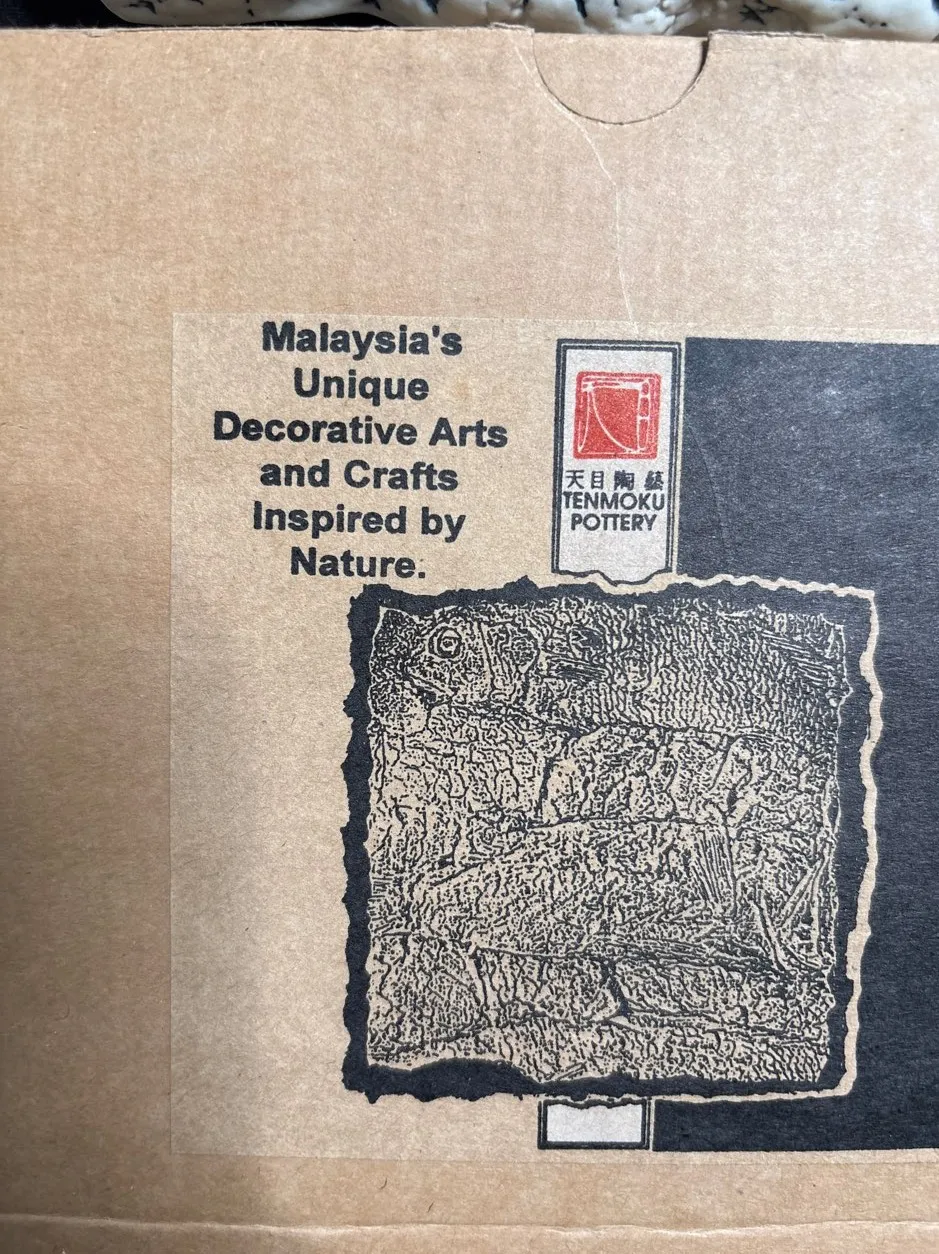 Malaysia's
Unique
Decorative Arts
and Crafts
Inspired by
Nature.
天目陶藝
TENMOKU
POTTERY